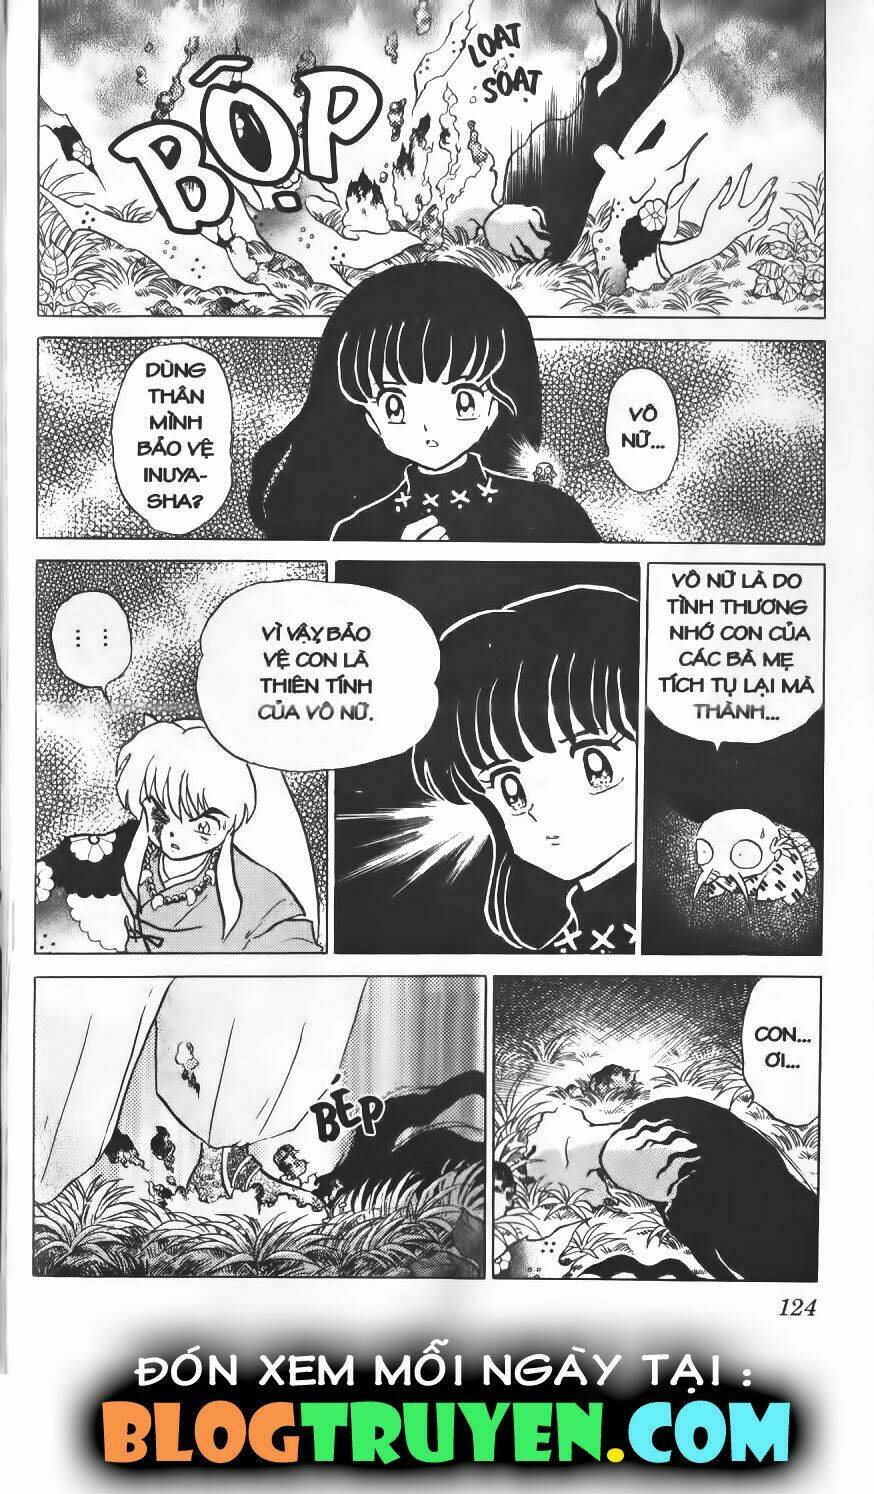 BỐP
LOẠT
SOẠT
VÔ
NỮ...
DÙNG
THÂN
MÌNH
BẢO VỆ
INUYA-
SHA?
VÔ NỮ LÀ DO
TÌNH THƯƠNG
NHỚ CON CỦA
CÁC BÀ MẸ
TÍCH TỤ LẠI MÀ
THÀNH...
VÌ VẬY, BẢO
VỆ CON LÀ
THIÊN TÍNH
CỦA VÔ NỮ.
... ...
CON...
ƠI...
BÉP
124
ĐÓN XEM MỖI NGÀY TẠI :
BLOGTRUYEN.COM